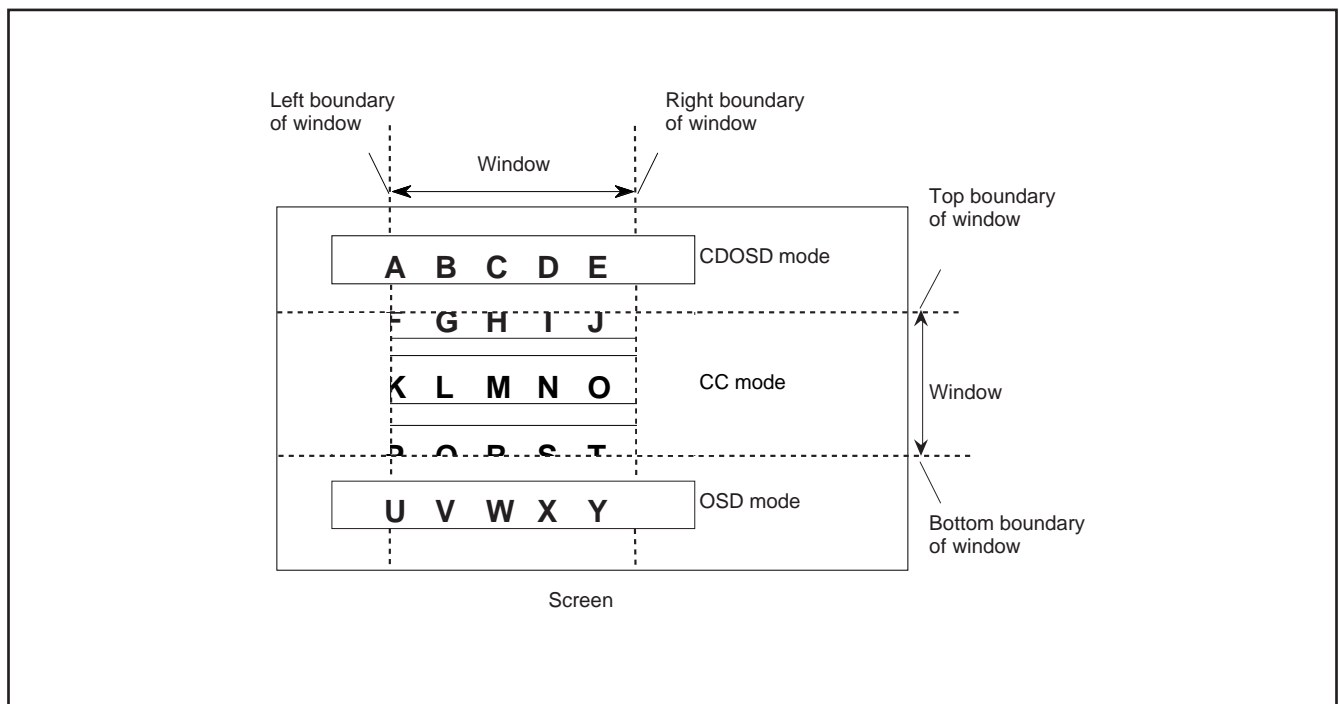 Left boundary
of window
Right boundary
of window
Window
Top boundary
of window
A B C D E
CDOSD mode
F G H I J
K L M N O
CC mode
Window
P Q R S T
U V W X Y
OSD mode
Bottom boundary
of window
Screen